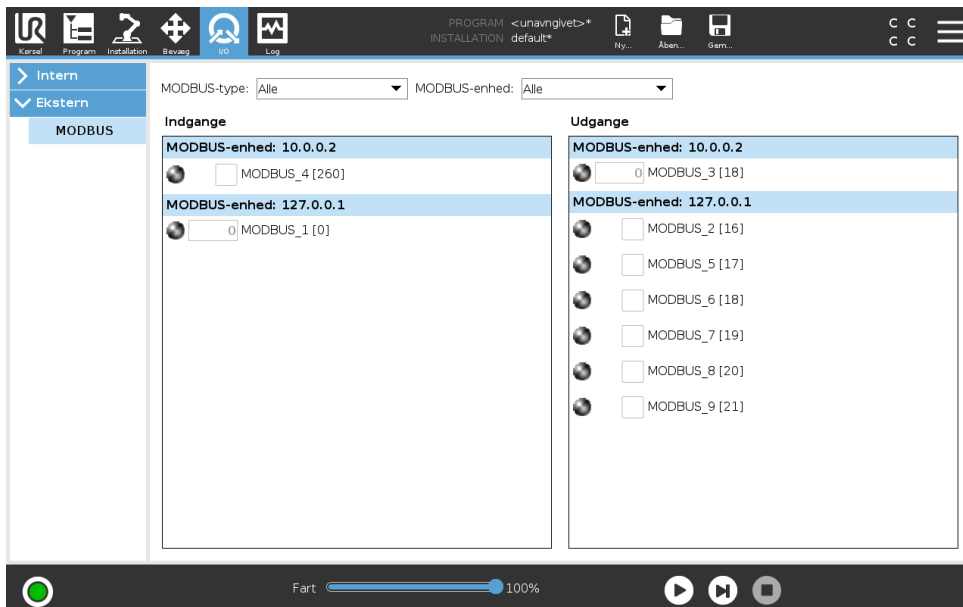 PROGRAM <unavngivet>*
INSTALLATION default*
Kørsel Program Installation Bevæg I/O Log Ny... Åben... Gem...
C C
C C
Intern
Ekstern
MODBUS
MODBUS-type: Alle MODBUS-enhed: Alle
Indgange
MODBUS-enhed: 10.0.0.2
MODBUS_4 [260]
MODBUS-enhed: 127.0.0.1
0 MODBUS_1 [0]
Udgange
MODBUS-enhed: 10.0.0.2
0 MODBUS_3 [18]
MODBUS-enhed: 127.0.0.1
MODBUS_2 [16]
MODBUS_5 [17]
MODBUS_6 [18]
MODBUS_7 [19]
MODBUS_8 [20]
MODBUS_9 [21]
Fart 100%